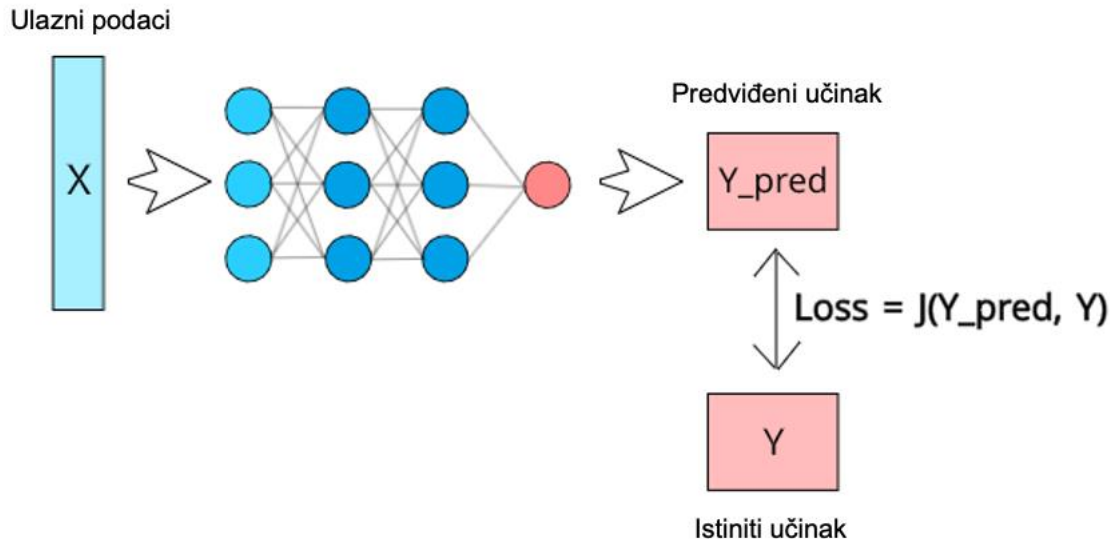 Ulazni podaci
X
Predviđeni učinak
Y_pred
Loss = J(Y_pred, Y)
Y
Istiniti učinak